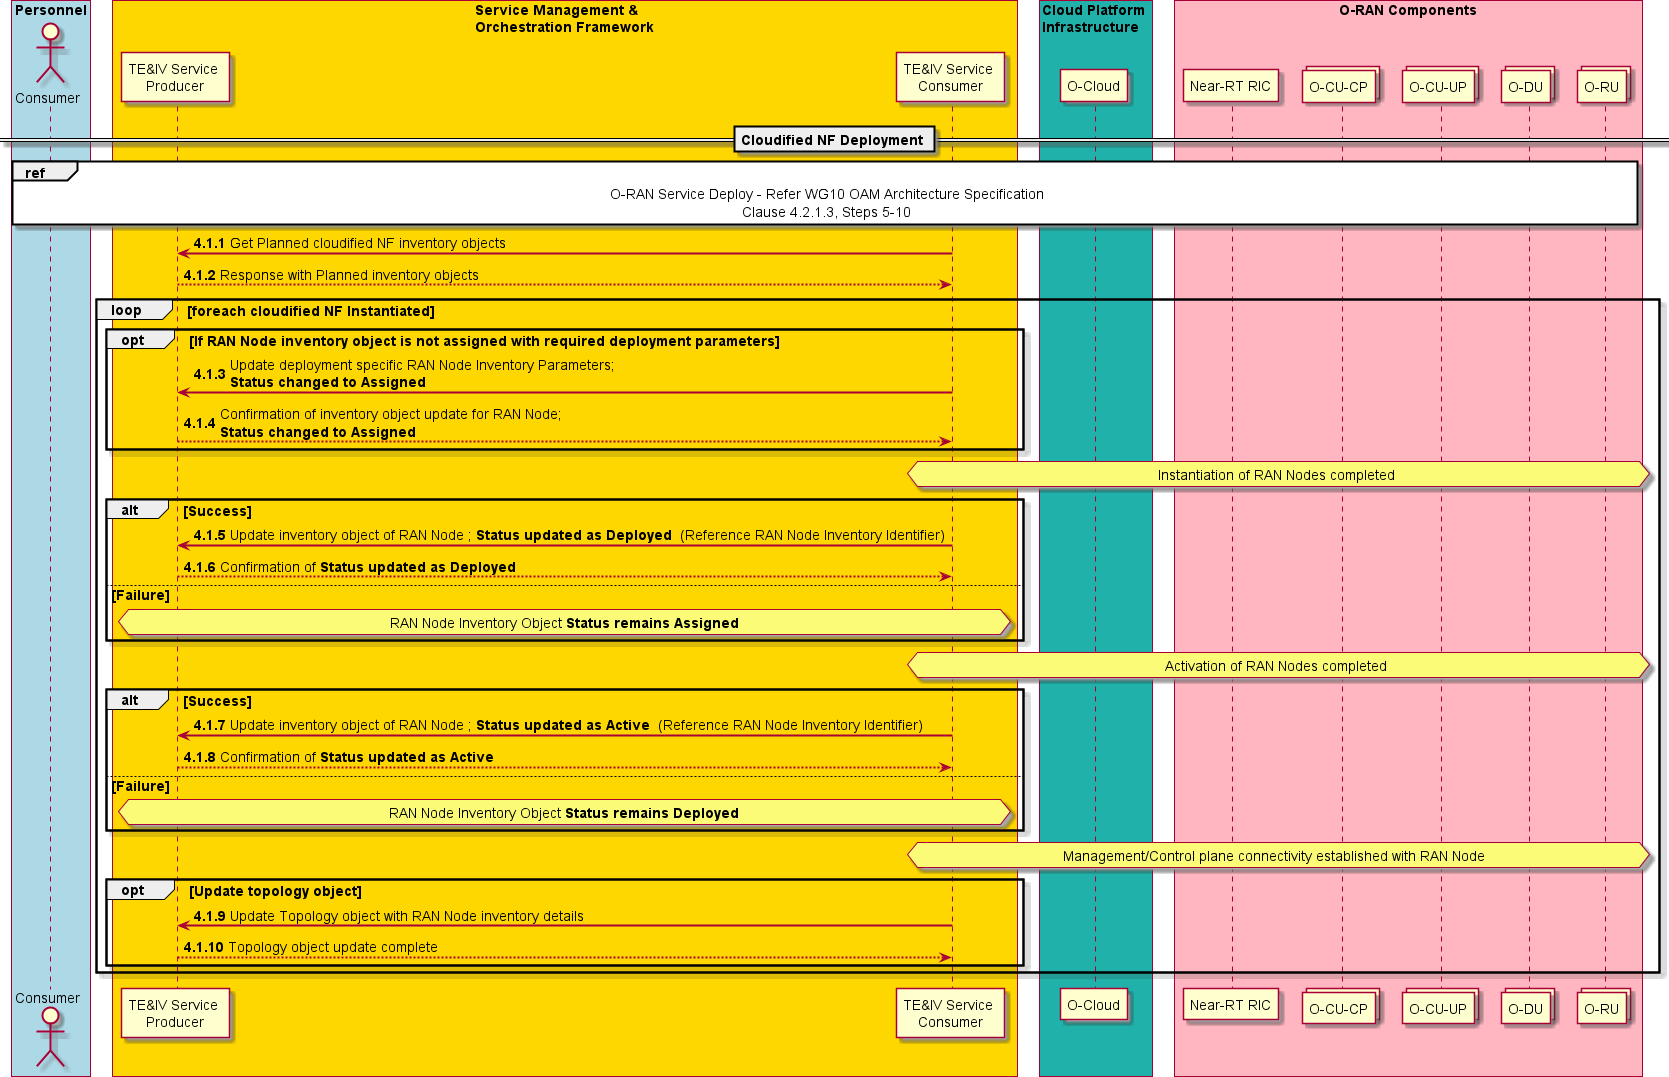 Personnel
Service Management &
Orchestration Framework
Cloud Platform
Infrastructure
O-RAN Components
Consumer
TE&IV Service
Producer
TE&IV Service
Consumer
O-Cloud
Near-RT RIC
O-CU-CP
O-CU-UP
O-DU
O-RU
Cloudified NF Deployment
ref
O-RAN Service Deploy - Refer WG10 OAM Architecture Specification
Clause 4.2.1.3, Steps 5-10
4.1.1 Get Planned cloudified NF inventory objects
4.1.2 Response with Planned inventory objects
loop [foreach cloudified NF Instantiated]
opt [If RAN Node inventory object is not assigned with required deployment parameters]
4.1.3 Update deployment specific RAN Node Inventory Parameters;
Status changed to Assigned
4.1.4 Confirmation of inventory object update for RAN Node;
Status changed to Assigned
Instantiation of RAN Nodes completed
alt [Success]
4.1.5 Update inventory object of RAN Node ; Status updated as Deployed (Reference RAN Node Inventory Identifier)
4.1.6 Confirmation of Status updated as Deployed
[Failure]
RAN Node Inventory Object Status remains Assigned
Activation of RAN Nodes completed
alt [Success]
4.1.7 Update inventory object of RAN Node ; Status updated as Active (Reference RAN Node Inventory Identifier)
4.1.8 Confirmation of Status updated as Active
[Failure]
RAN Node Inventory Object Status remains Deployed
Management/Control plane connectivity established with RAN Node
opt [Update topology object]
4.1.9 Update Topology object with RAN Node inventory details
4.1.10 Topology object update complete
Consumer
TE&IV Service
Producer
TE&IV Service
Consumer
O-Cloud
Near-RT RIC
O-CU-CP
O-CU-UP
O-DU
O-RU